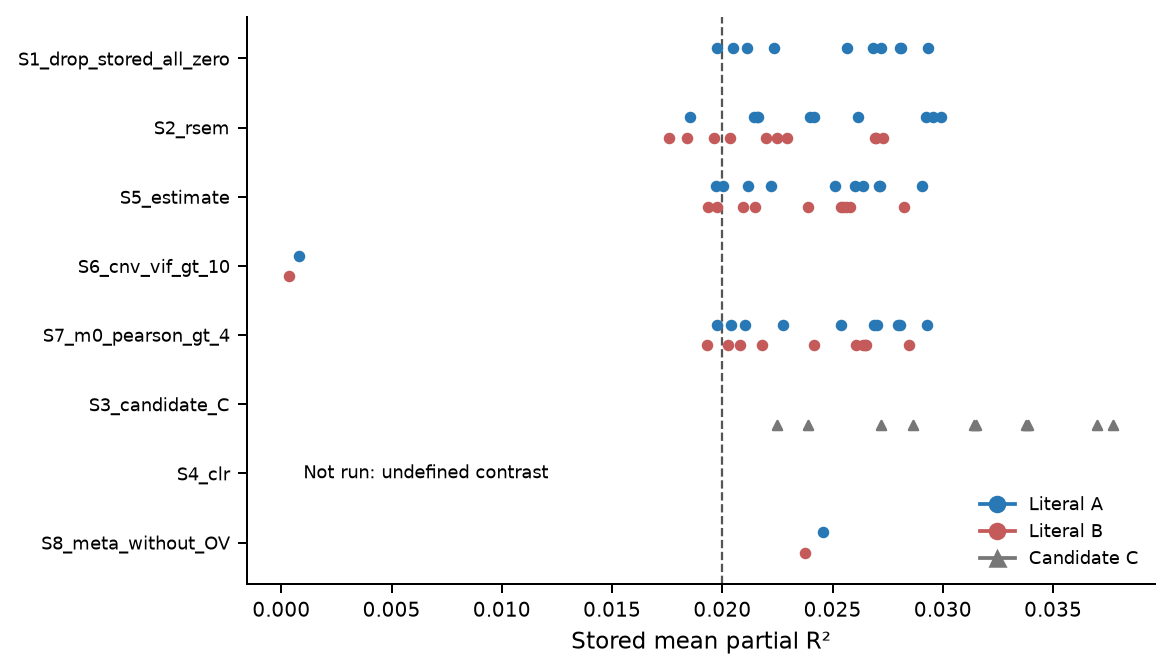 S1_drop_stored_all_zero
S2_rsem
S5_estimate
S6_cnv_vif_gt_10
S7_m0_pearson_gt_4
S3_candidate_C
S4_clr
Not run: undefined contrast
S8_meta_without_OV
Literal A
Literal B
Candidate C
0.000 0.005 0.010 0.015 0.020 0.025 0.030 0.035
Stored mean partial R²